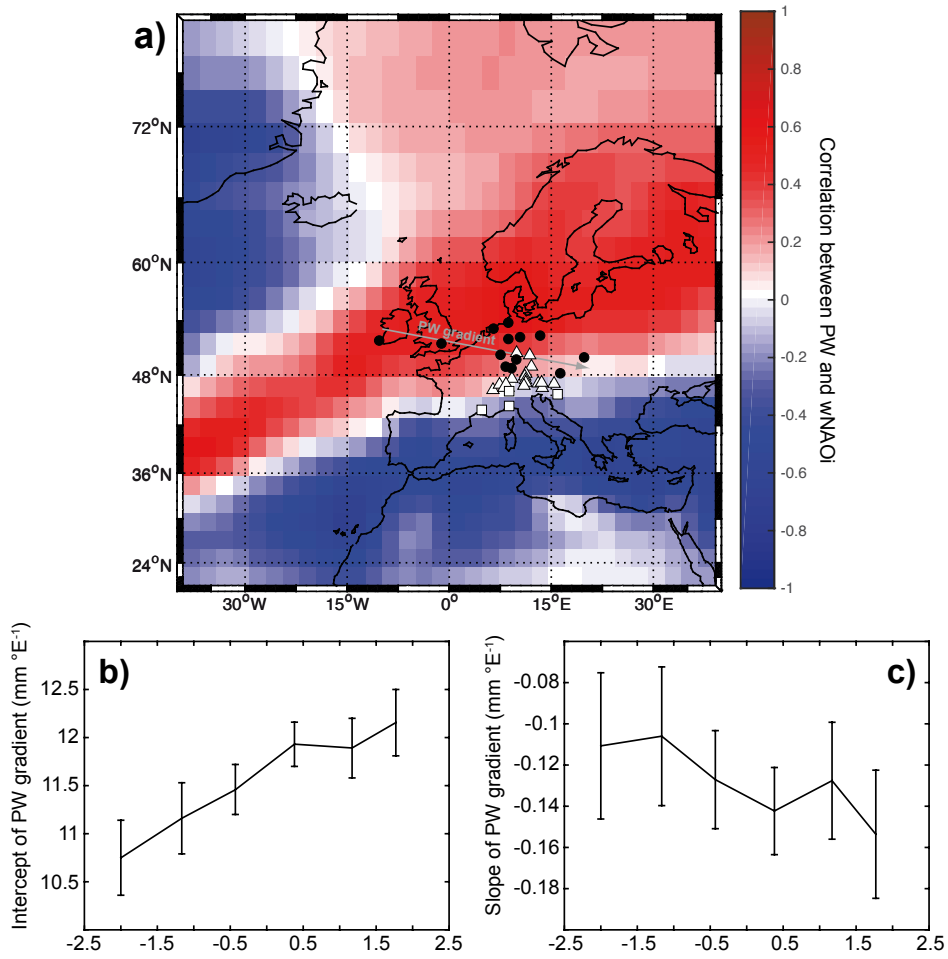 a)
72°N
60°N
48°N
36°N
24°N
30°W
15°W
0°
15°E
30°E
PW gradient
1
0.8
0.6
0.4
0.2
0
-0.2
-0.4
-0.6
-0.8
-1
Correlation between PW and wNAOi
b)
Intercept of PW gradient (mm °E⁻¹)
12.5
12
11.5
11
10.5
-2.5
-1.5
-0.5
0.5
1.5
2.5
c)
Slope of PW gradient (mm °E⁻¹)
-0.08
-0.1
-0.12
-0.14
-0.16
-0.18
-2.5
-1.5
-0.5
0.5
1.5
2.5